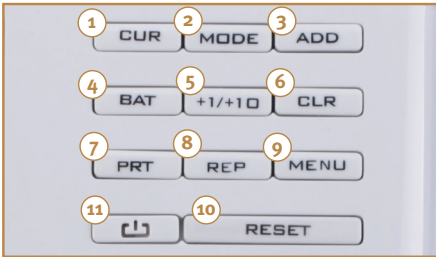 1 CUR 2 MODE 3 ADD
4 BAT 5 +1/+10 6 CLR
7 PRT 8 REP 9 MENU
11 10 RESET